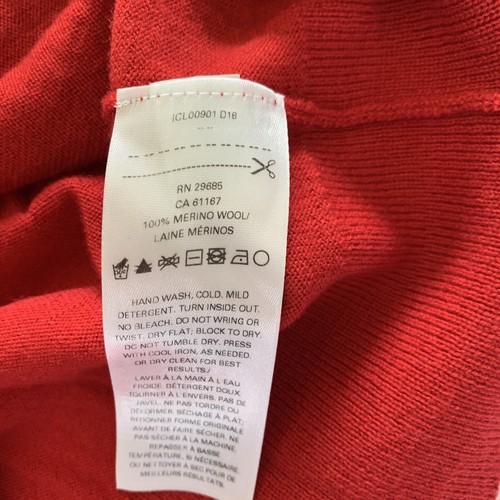 ICL00901 D16
RN 29685
CA 61167
100% MERINO WOOL/
LAINE MÉRINOS
HAND WASH, COLD. MILD
DETERGENT. TURN INSIDE OUT.
NO BLEACH. DO NOT WRING OR
TWIST. DRY FLAT; BLOCK TO DRY.
DO NOT TUMBLE DRY. PRESS
WITH COOL IRON, AS NEEDED.
OR DRY CLEAN FOR BEST
RESULTS./
LAVER À LA MAIN À L'EAU
FROIDE. DÉTERGENT DOUX.
TOURNER À L'ENVERS. PAS DE
JAVEL. NE PAS TORDRE OU
DÉFORMER. SÉCHAGE À PLAT;
REDONNER FORME ORIGINALE
AVANT DE FAIRE SÉCHER. NE
PAS SÉCHER À LA MACHINE.
REPASSER À BASSE
TEMPÉRATURE, SI NÉCESSAIRE.
OU NETTOYER À SEC POUR DE
MEILLEURS RÉSULTATS.